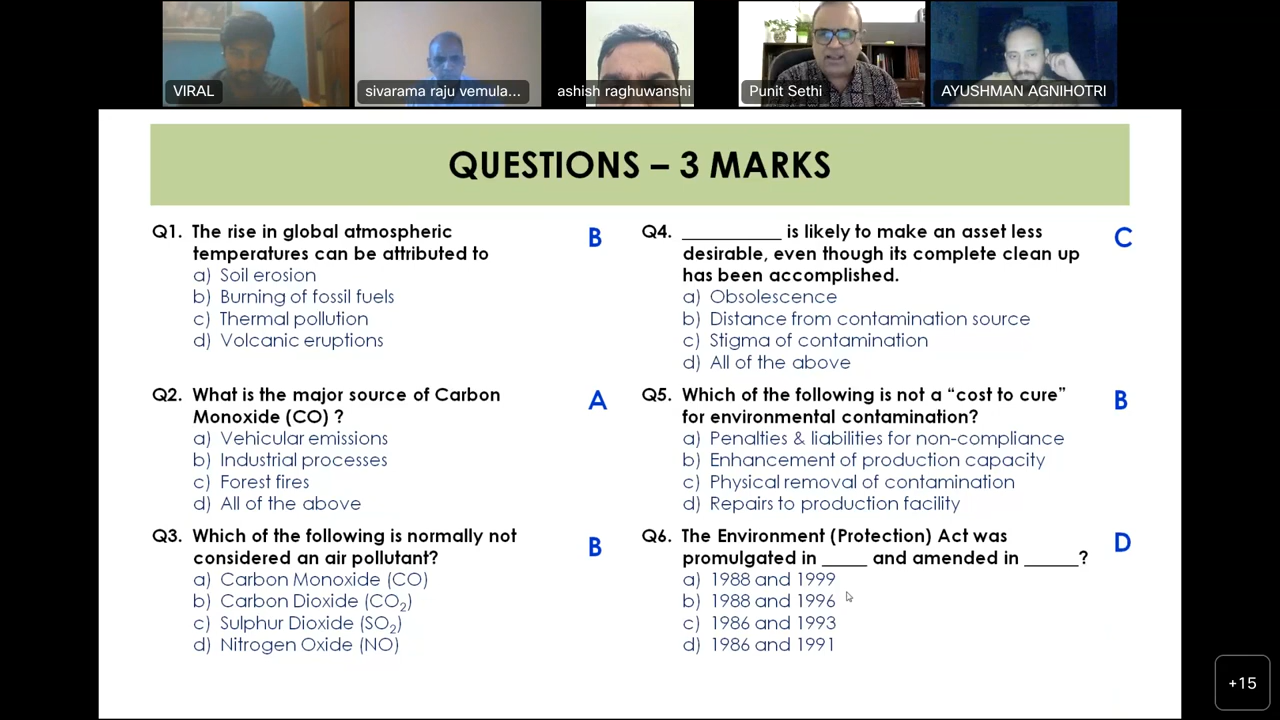 VIRAL
sivarama raju vemula...
ashish raghuwanshi
Punit Sethi
AYUSHMAN AGNIHOTRI
QUESTIONS – 3 MARKS
Q1. The rise in global atmospheric
temperatures can be attributed to
B
a) Soil erosion
b) Burning of fossil fuels
c) Thermal pollution
d) Volcanic eruptions
Q2. What is the major source of Carbon
Monoxide (CO) ?
A
a) Vehicular emissions
b) Industrial processes
c) Forest fires
d) All of the above
Q3. Which of the following is normally not
considered an air pollutant?
B
a) Carbon Monoxide (CO)
b) Carbon Dioxide (CO₂)
c) Sulphur Dioxide (SO₂)
d) Nitrogen Oxide (NO)
Q4. __________ is likely to make an asset less
desirable, even though its complete clean up
has been accomplished.
C
a) Obsolescence
b) Distance from contamination source
c) Stigma of contamination
d) All of the above
Q5. Which of the following is not a “cost to cure”
for environmental contamination?
B
a) Penalties & liabilities for non-compliance
b) Enhancement of production capacity
c) Physical removal of contamination
d) Repairs to production facility
Q6. The Environment (Protection) Act was
promulgated in _____ and amended in ______?
D
a) 1988 and 1999
b) 1988 and 1996
c) 1986 and 1993
d) 1986 and 1991
+15